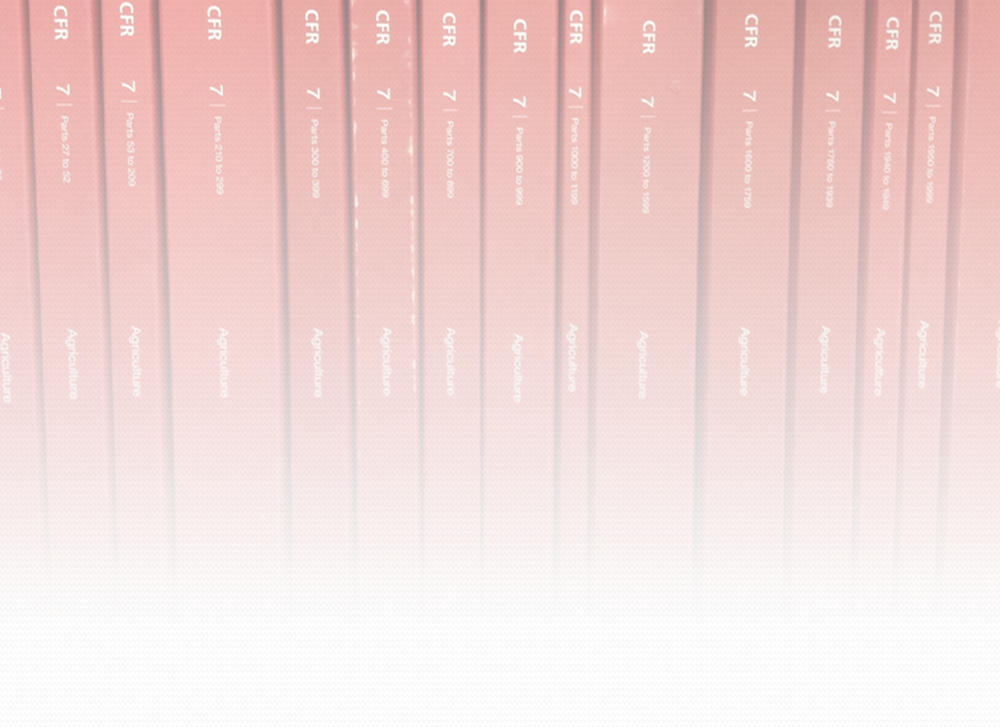 Agriculture
CFR 7 Parts 27 to 52 Agriculture
CFR 7 Parts 53 to 209 Agriculture
CFR 7 Parts 210 to 299 Agriculture
CFR 7 Parts 300 to 399 Agriculture
CFR 7 Parts 400 to 699 Agriculture
CFR 7 Parts 700 to 899 Agriculture
CFR 7 Parts 900 to 999 Agriculture
CFR 7 Parts 1000 to 1199 Agriculture
CFR 7 Parts 1200 to 1599 Agriculture
CFR 7 Parts 1600 to 1759 Agriculture
CFR 7 Parts 1760 to 1939 Agriculture
CFR 7 Parts 1940 to 1949 Agriculture
CFR 7 Parts 1950 to 1999 Agriculture